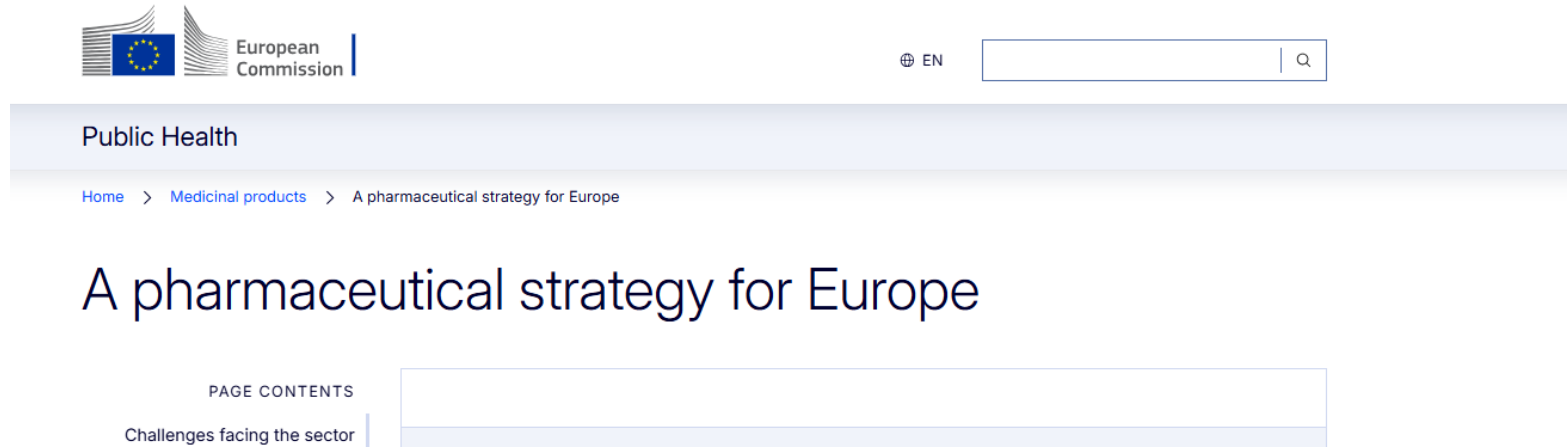 European
Commission
EN
Public Health
Home > Medicinal products > A pharmaceutical strategy for Europe
A pharmaceutical strategy for Europe
PAGE CONTENTS
Challenges facing the sector